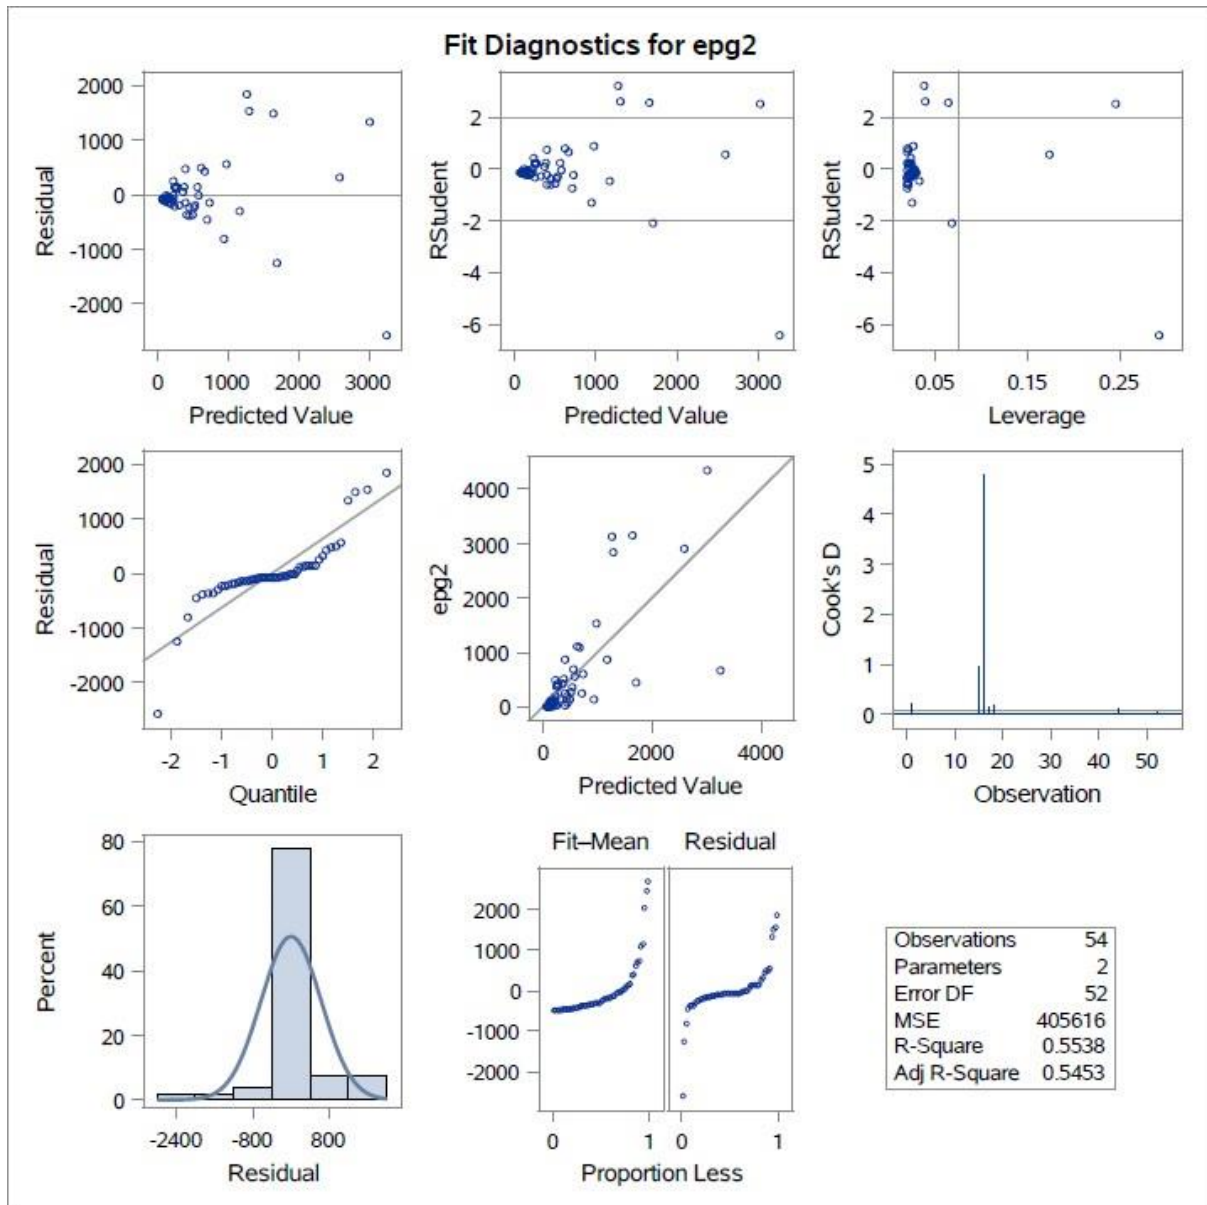 Fit Diagnostics for epg2
2000
1000
0
-1000
-2000
Residual
0 1000 2000 3000
Predicted Value
2
0
-2
-4
-6
RStudent
0 1000 2000 3000
Predicted Value
2
0
-2
-4
-6
RStudent
0.05 0.15 0.25
Leverage
2000
1000
0
-1000
-2000
Residual
-2 -1 0 1 2
Quantile
4000
3000
2000
1000
0
epg2
0 2000 4000
Predicted Value
5
4
3
2
1
0
Cook's D
0 10 20 30 40 50
Observation
80
60
40
20
0
Percent
-2400 -800 800
Residual
Fit–Mean Residual
2000
1000
0
-1000
-2000
0 1 0 1
Proportion Less
Observations 54
Parameters 2
Error DF 52
MSE 405616
R-Square 0.5538
Adj R-Square 0.5453